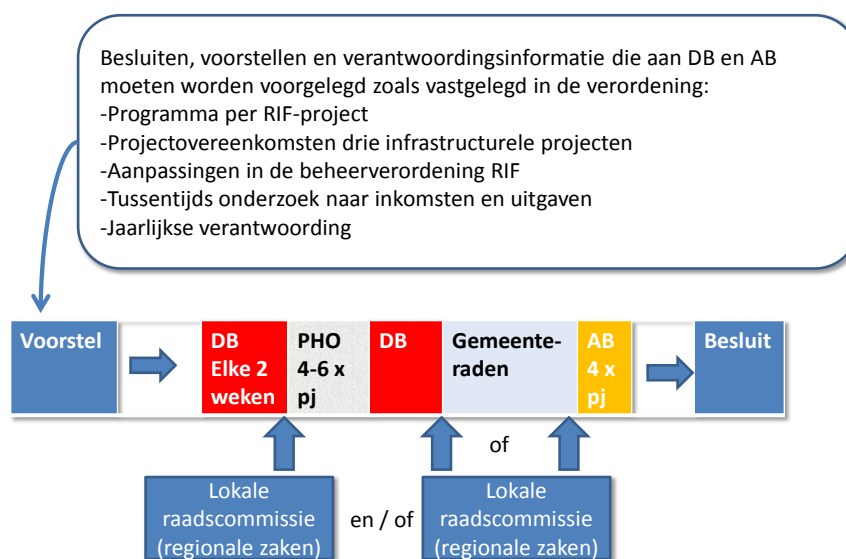 Besluiten, voorstellen en verantwoordingsinformatie die aan DB en AB
moeten worden voorgelegd zoals vastgelegd in de verordening:
-Programma per RIF-project
-Projectovereenkomsten drie infrastructurele projecten
-Aanpassingen in de beheerverordening RIF
-Tussentijds onderzoek naar inkomsten en uitgaven
-Jaarlijkse verantwoording
Voorstel
DB
Elke 2
weken
PHO
4-6 x
pj
DB
Gemeente-
raden
AB
4 x
pj
Besluit
of
Lokale
raadscommissie
(regionale zaken)
en / of
Lokale
raadscommissie
(regionale zaken)